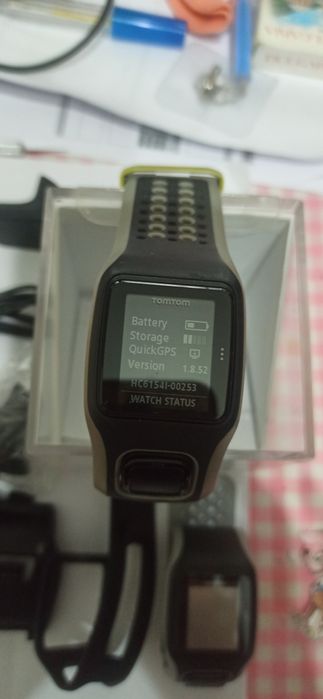 TOMTOM
Battery
Storage
QuickGPS
Version 1.8.52
HC6154I-00253
WATCH STATUS